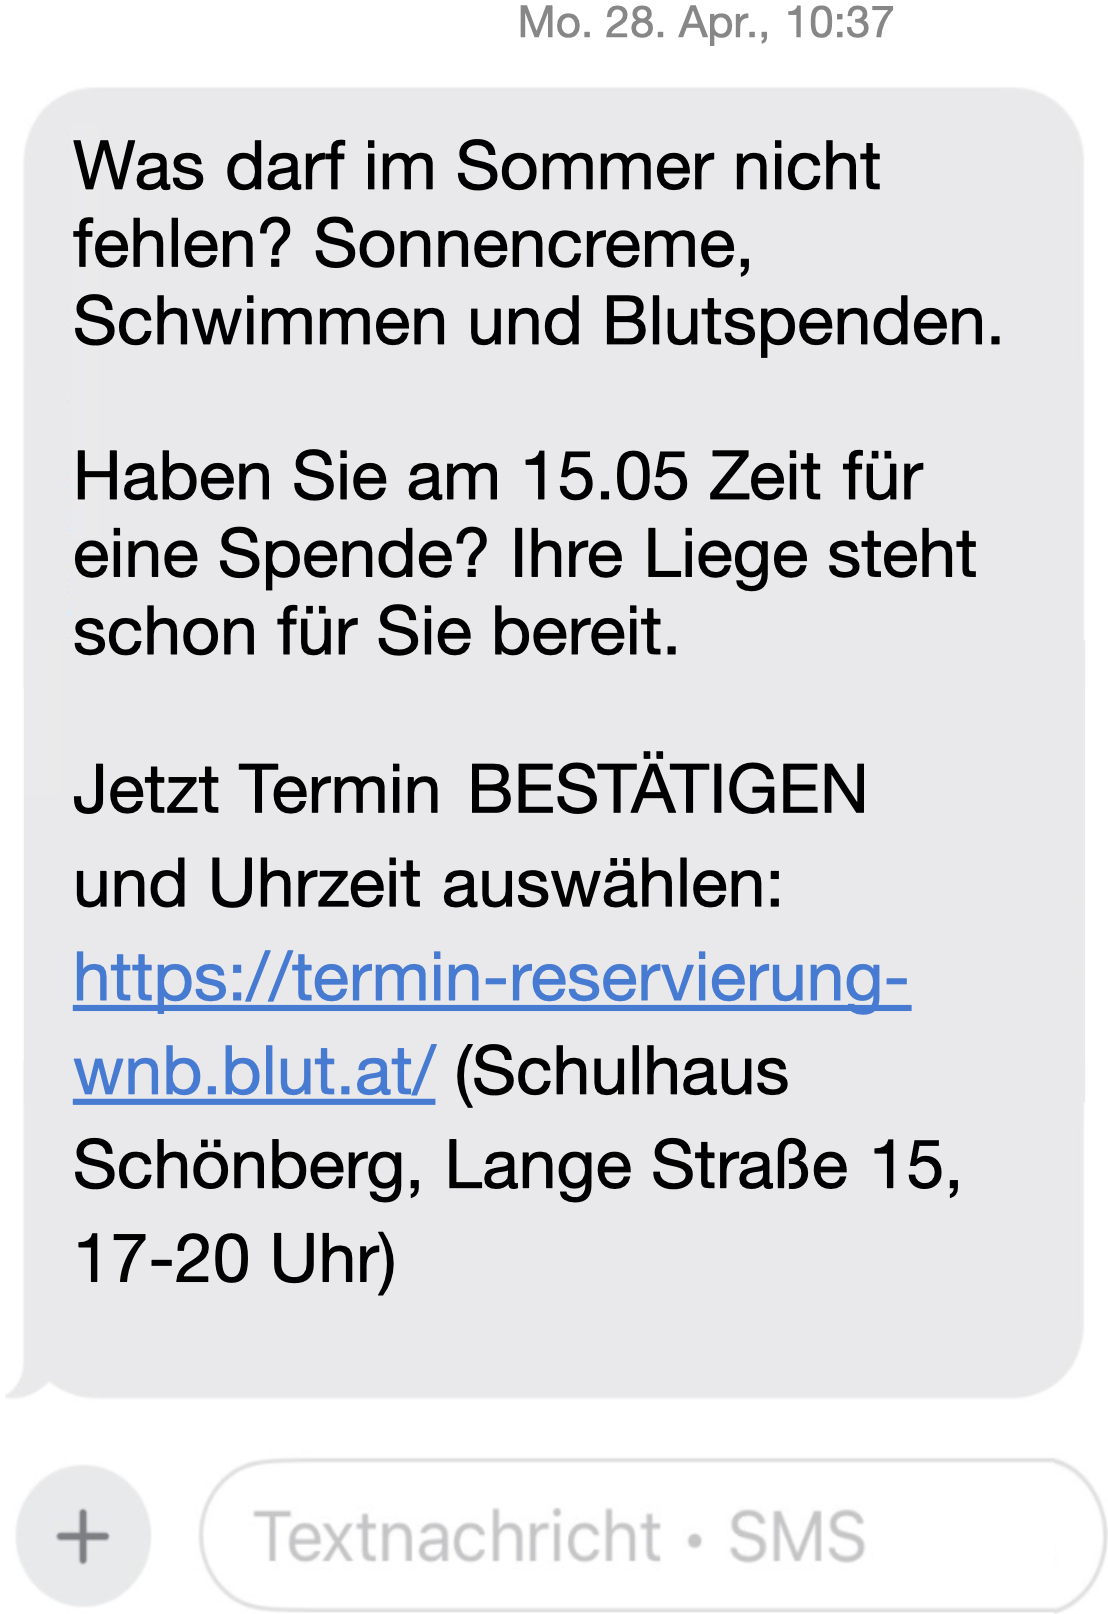 Mo. 28. Apr., 10:37
Was darf im Sommer nicht
fehlen? Sonnencreme,
Schwimmen und Blutspenden.
Haben Sie am 15.05 Zeit für
eine Spende? Ihre Liege steht
schon für Sie bereit.
Jetzt Termin BESTÄTIGEN
und Uhrzeit auswählen:
https://termin-reservierung-
wnb.blut.at/ (Schulhaus
Schönberg, Lange Straße 15,
17-20 Uhr)
Textnachricht • SMS